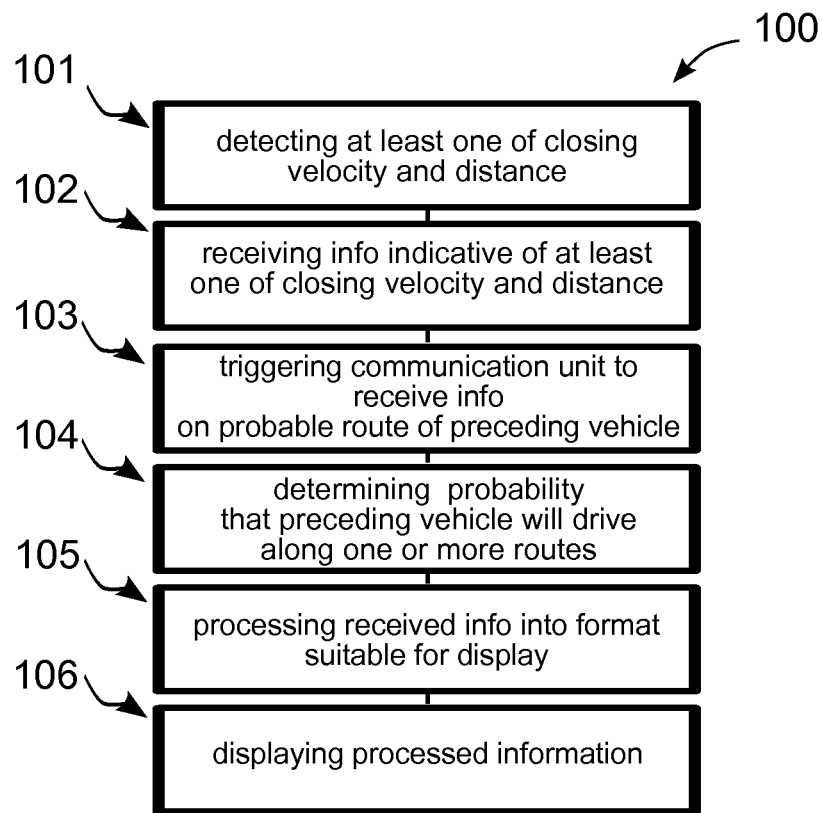 100
101
detecting at least one of closing
velocity and distance
102
receiving info indicative of at least
one of closing velocity and distance
103
triggering communication unit to
receive info
on probable route of preceding vehicle
104
determining probability
that preceding vehicle will drive
along one or more routes
105
processing received info into format
suitable for display
106
displaying processed information